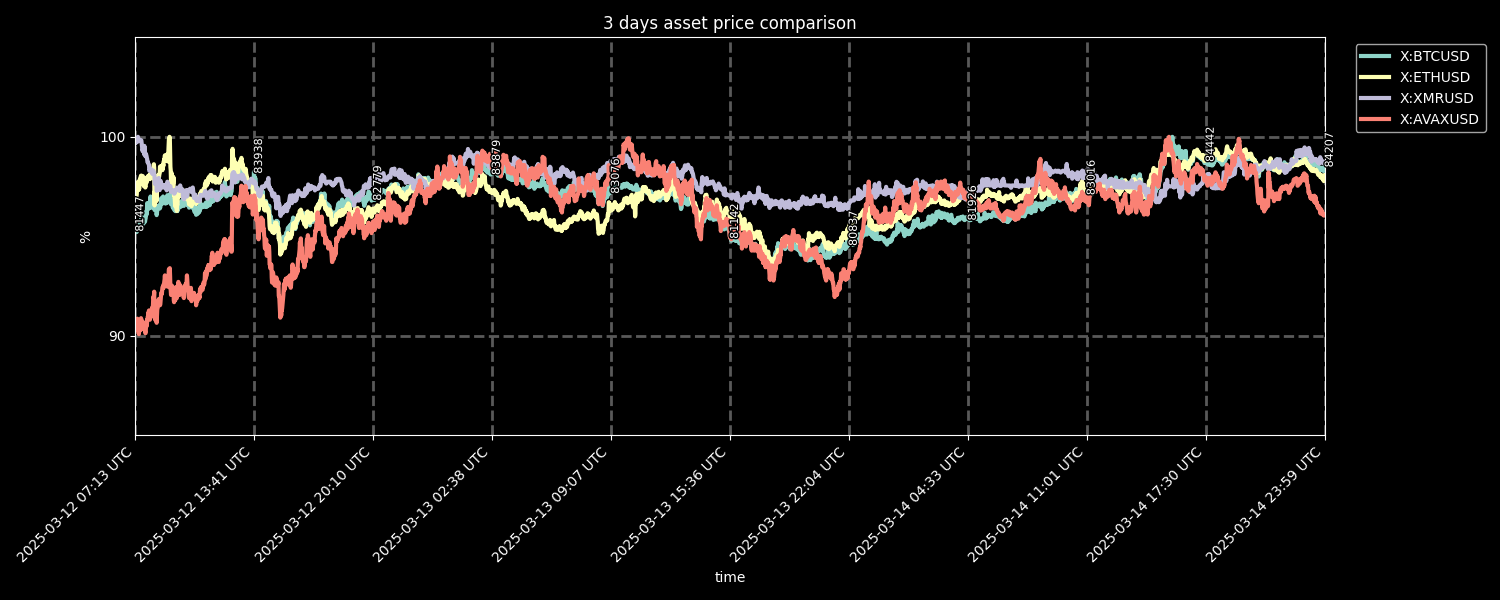 3 days asset price comparison
X:BTCUSD
X:ETHUSD
X:XMRUSD
X:AVAXUSD
100
90
%
83938
82779
83879
83076
81142
80837
81926
83016
84442
84207
2025-03-12 07:13 UTC
2025-03-12 13:41 UTC
2025-03-12 20:10 UTC
2025-03-13 02:38 UTC
2025-03-13 09:07 UTC
2025-03-13 15:36 UTC
2025-03-13 22:04 UTC
2025-03-14 04:33 UTC
2025-03-14 11:01 UTC
2025-03-14 17:30 UTC
2025-03-14 23:59 UTC
time